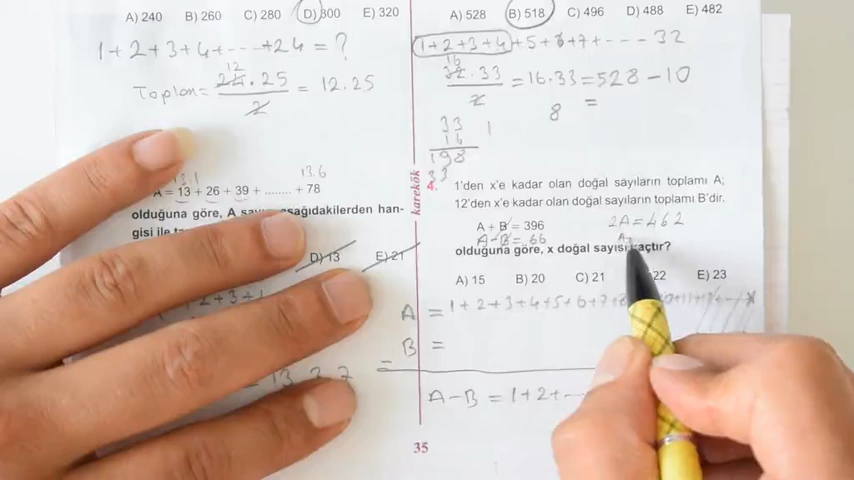 A) 240 B) 260 C) 280 D) 300 E) 320
1+2+3+4+-----+24=?
12
Toplam= 24.25 = 12.25
2
13.1 13.6
A = 13 + 26 + 39 + ........ + 78
olduğuna göre, A sayısı aşağıdakilerden han-
gisi ile
D) 13 E) 21
35
karekök
A) 528 B) 518 C) 496 D) 488 E) 482
1+2+3+4+5+6+7+---- 32
16
32.33 = 16.33 = 528 - 10
2
8 =
33 1
16
198
33
4. 1'den x'e kadar olan doğal sayıların toplamı A;
12'den x'e kadar olan doğal sayıların toplamı B'dir.
A + B = 396 2A = 462
A - B = 66
olduğuna göre, x doğal sayısı kaçtır?
A) 15 B) 20 C) 21 22 E) 23
A = 1+2+3+4+5+6+7+8
B =
A-B = 1+2+---